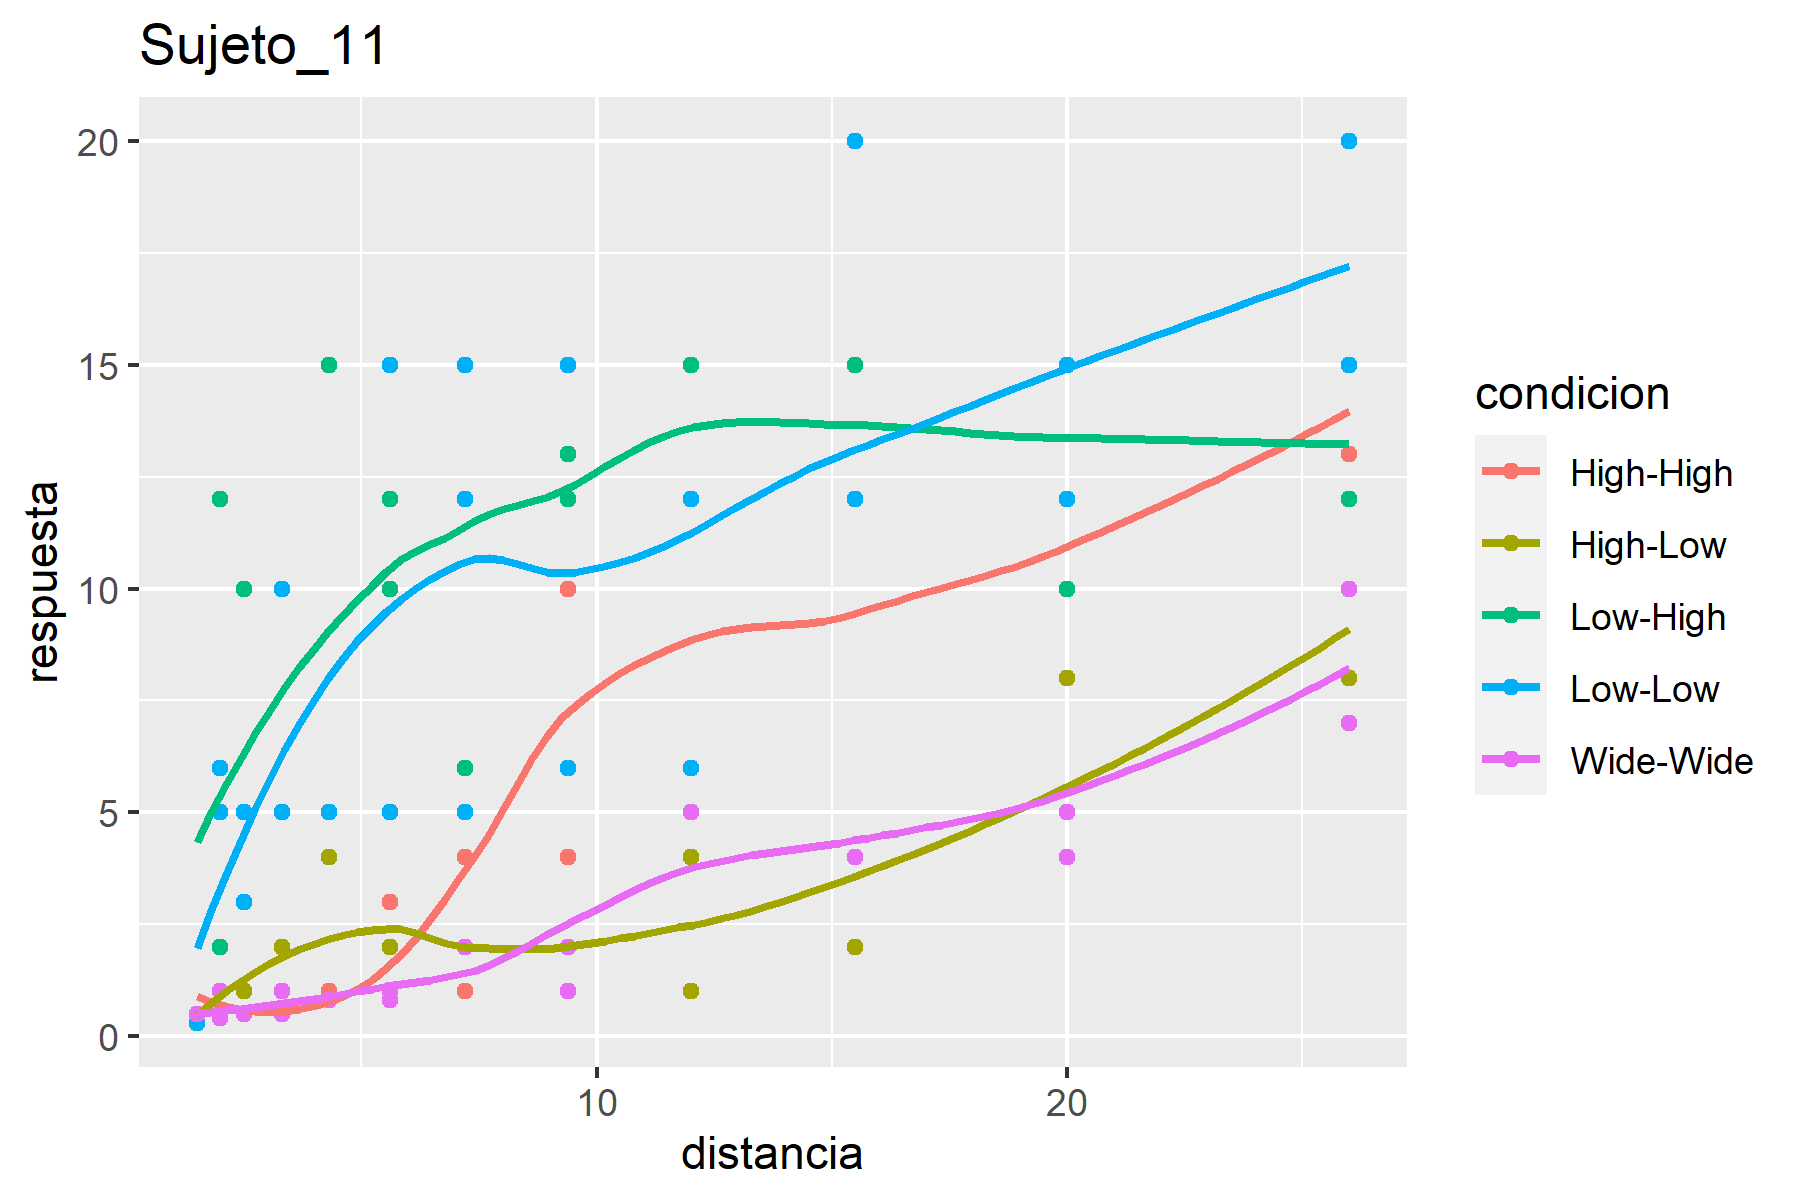 Sujeto_11
20
15
10
5
0
respuesta
10
20
distancia
condicion
High-High
High-Low
Low-High
Low-Low
Wide-Wide